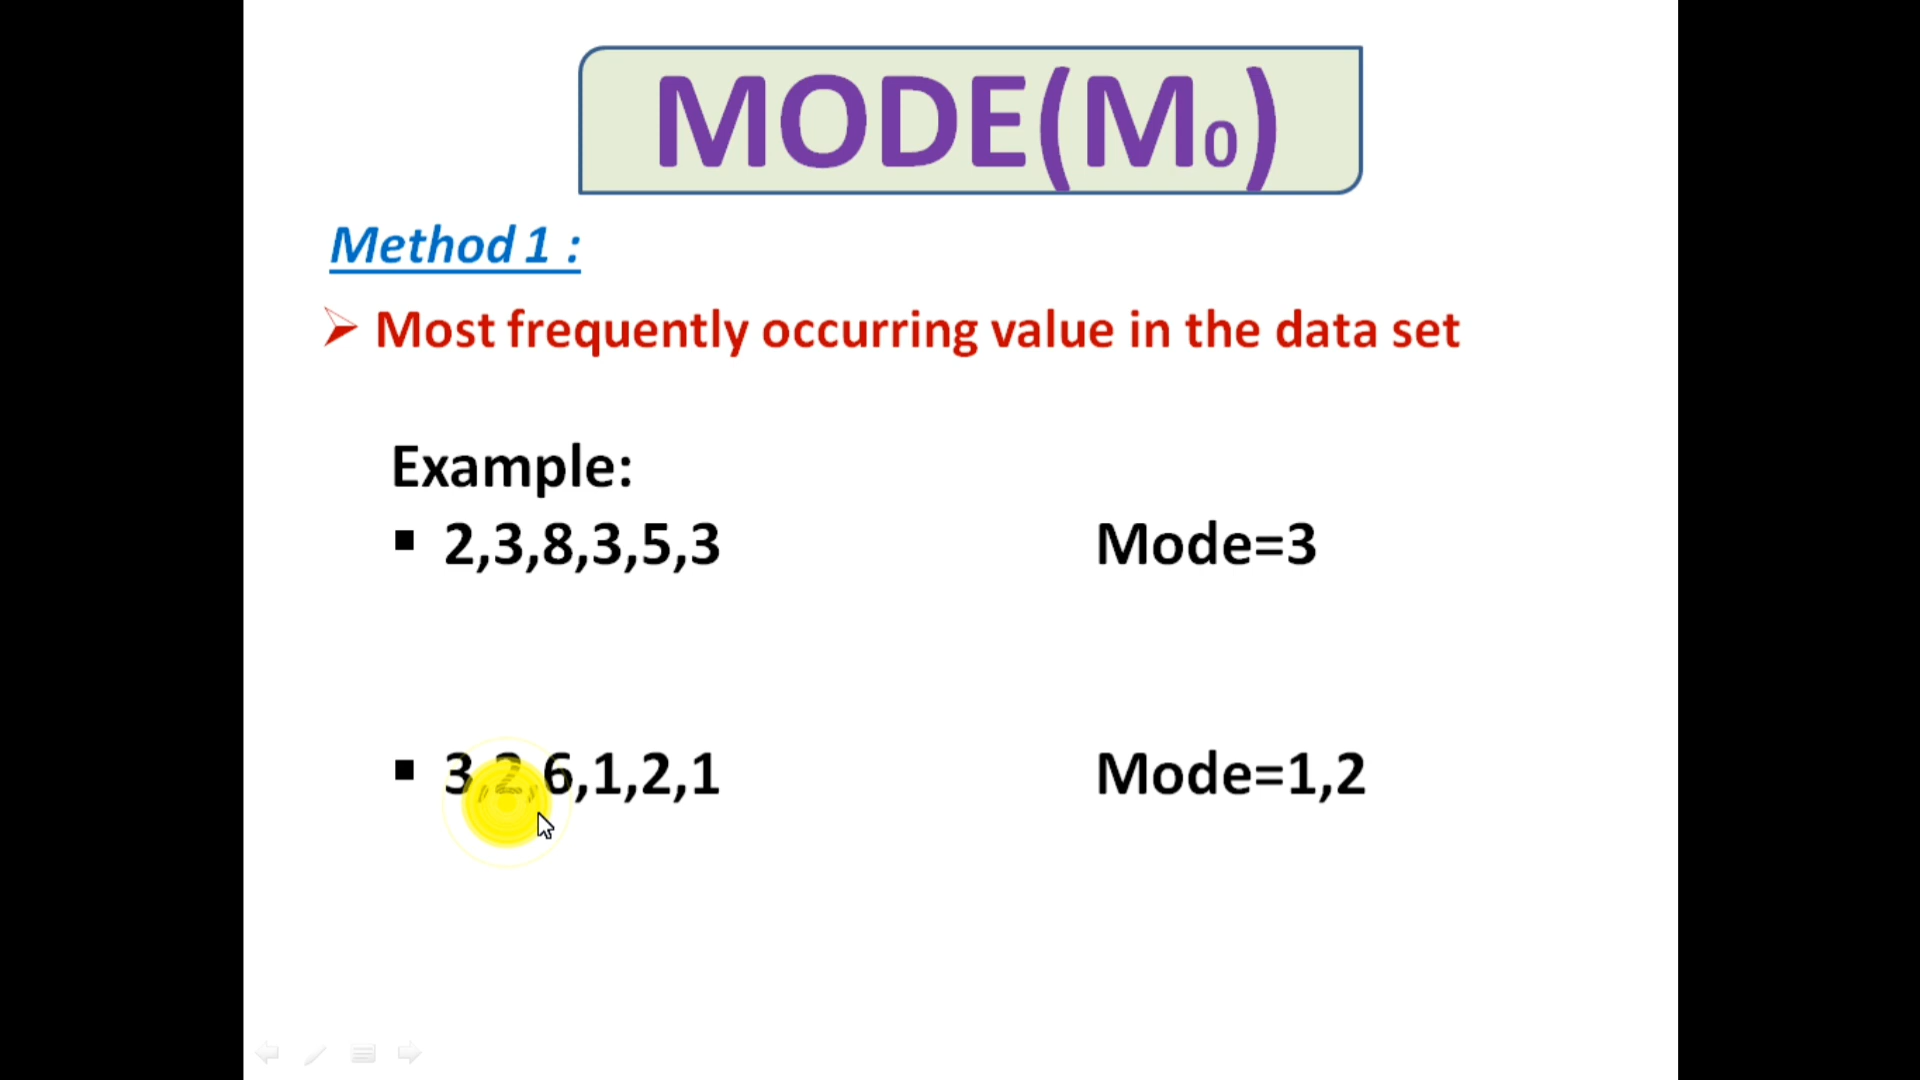 MODE(M₀)
Method 1 :
Most frequently occurring value in the data set
Example:
2,3,8,3,5,3 Mode=3
3,2,6,1,2,1 Mode=1,2